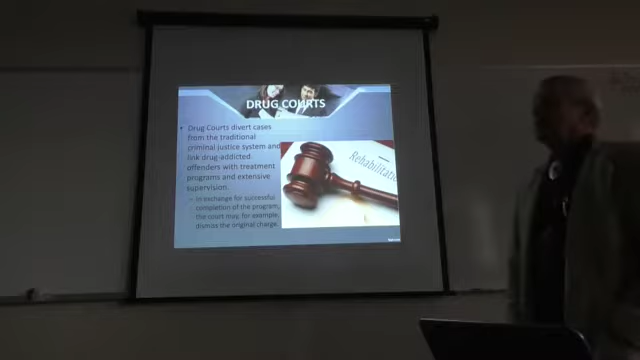 DRUG COURTS
• Drug Courts divert cases
from the traditional
criminal justice system and
link drug-addicted
offenders with treatment
programs and extensive
supervision.
In exchange for successful
completion of the program,
the court may, for example,
dismiss the original charge.
Rehabilitatio